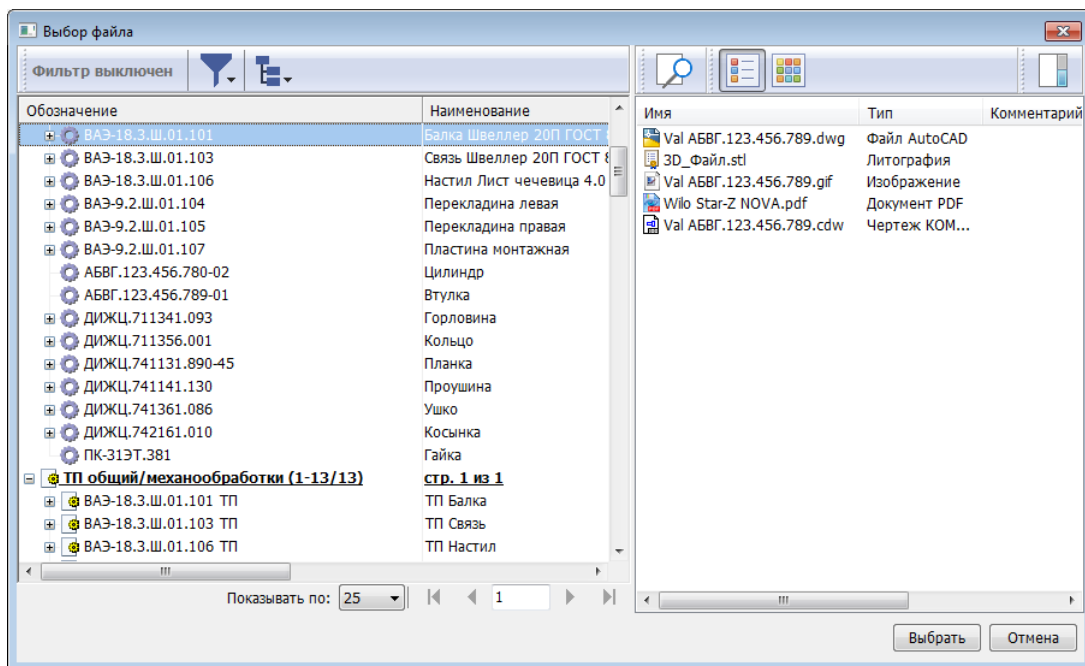 Выбор файла
Фильтр выключен
Обозначение Наименование
ВАЭ-18.3.Ш.01.101 Балка Швеллер 20П ГОСТ 8
ВАЭ-18.3.Ш.01.103 Связь Швеллер 20П ГОСТ 8
ВАЭ-18.3.Ш.01.106 Настил Лист чечевица 4.0
ВАЭ-9.2.Ш.01.104 Перекладина левая
ВАЭ-9.2.Ш.01.105 Перекладина правая
ВАЭ-9.2.Ш.01.107 Пластина монтажная
АБВГ.123.456.780-02 Цилиндр
АБВГ.123.456.789-01 Втулка
ДИЖЦ.711341.093 Горловина
ДИЖЦ.711356.001 Кольцо
ДИЖЦ.741131.890-45 Планка
ДИЖЦ.741141.130 Проушина
ДИЖЦ.741361.086 Ушко
ДИЖЦ.742161.010 Косынка
ПК-31ЭТ.381 Гайка
ТП общий/механообработки (1-13/13) стр. 1 из 1
ВАЭ-18.3.Ш.01.101 ТП ТП Балка
ВАЭ-18.3.Ш.01.103 ТП ТП Связь
ВАЭ-18.3.Ш.01.106 ТП ТП Настил
Показывать по: 25 1
Имя Тип Комментарий
Val АБВГ.123.456.789.dwg Файл AutoCAD
3D_Файл.stl Литография
Val АБВГ.123.456.789.gif Изображение
Wilo Star-Z NOVA.pdf Документ PDF
Val АБВГ.123.456.789.cdw Чертеж КОМ...
Выбрать Отмена